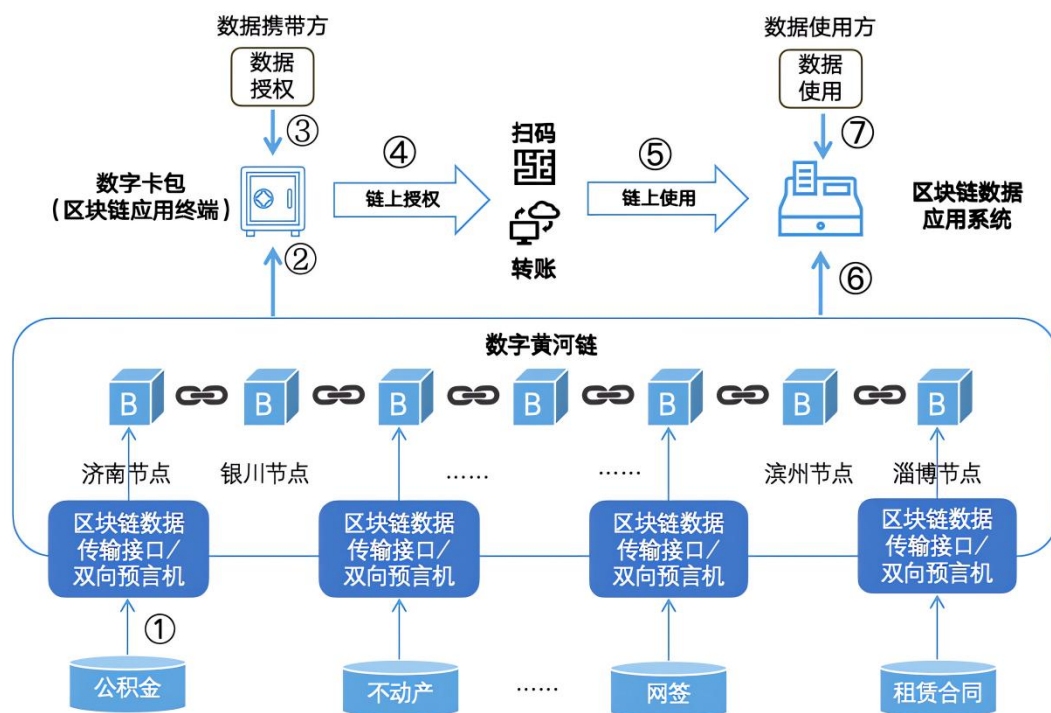 数据携带方
数据使用方
数据
授权
数据
使用
③
⑦
④
扫码
⑤
数字卡包
(区块链应用终端)
链上授权
链上使用
区块链数据
应用系统
转账
②
⑥
数字黄河链
B B B B B B B
济南节点 银川节点 …… …… 滨州节点 淄博节点
区块链数据
传输接口/
双向预言机
区块链数据
传输接口/
双向预言机
区块链数据
传输接口/
双向预言机
区块链数据
传输接口/
双向预言机
①
公积金 不动产 …… 网签 租赁合同